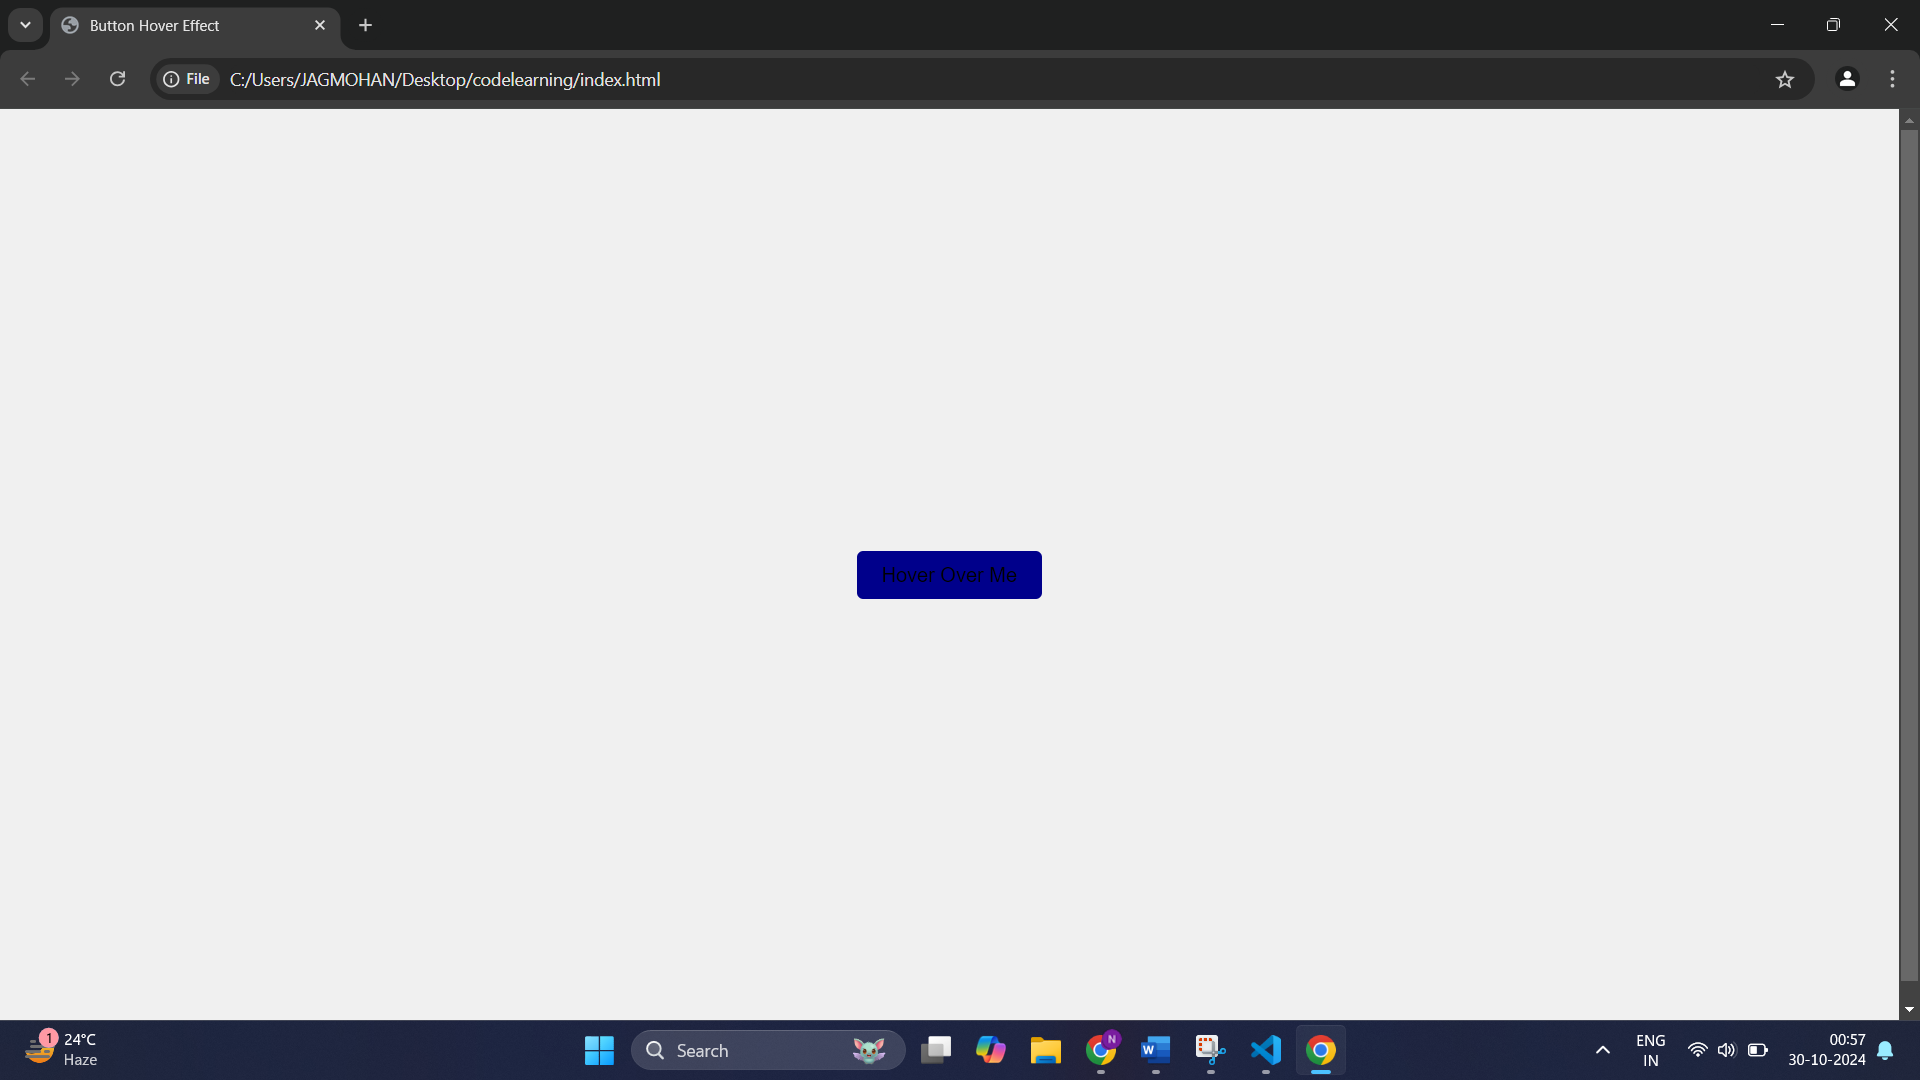 Button Hover Effect
File
C:/Users/JAGMOHAN/Desktop/codelearning/index.html
Hover Over Me
1
24°C
Haze
Search
N
W
ENG
IN
00:57
30-10-2024